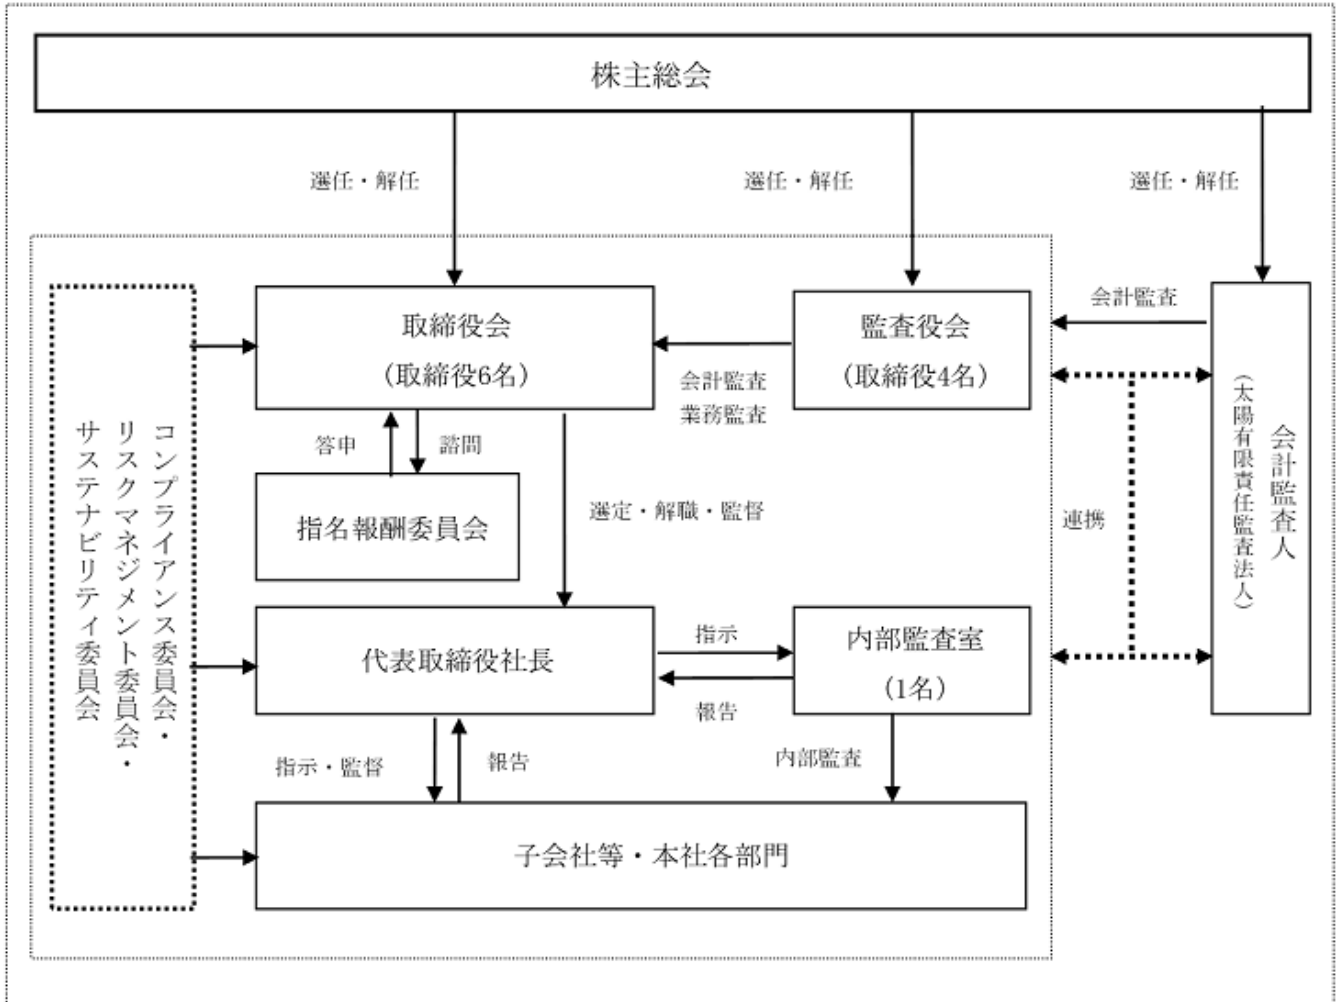 株主総会
選任・解任
選任・解任
選任・解任
取締役会
(取締役6名)
監査役会
(取締役4名)
会計監査
会計監査
業務監査
答申
諮問
指名報酬委員会
選定・解職・監督
連携
会計監査人
(太陽有限責任監査法人)
コンプライアンス委員会・
リスクマネジメント委員会・
サステナビリティ委員会
代表取締役社長
指示
報告
内部監査室
(1名)
指示・監督
報告
内部監査
子会社等・本社各部門